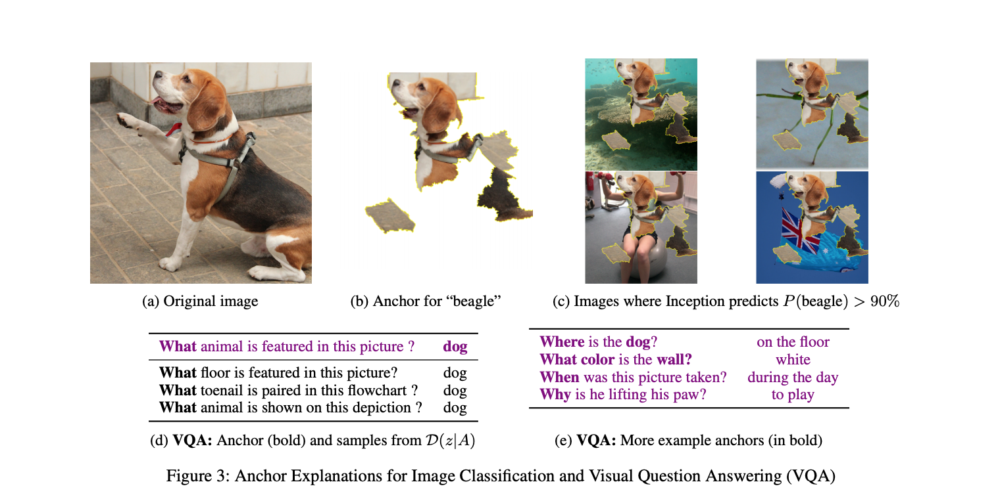 (a) Original image
(b) Anchor for “beagle”
(c) Images where Inception predicts P(beagle) > 90%
What animal is featured in this picture ? dog
What floor is featured in this picture? dog
What toenail is paired in this flowchart ? dog
What animal is shown on this depiction ? dog
(d) VQA: Anchor (bold) and samples from D(z|A)
Where is the dog? on the floor
What color is the wall? white
When was this picture taken? during the day
Why is he lifting his paw? to play
(e) VQA: More example anchors (in bold)
Figure 3: Anchor Explanations for Image Classification and Visual Question Answering (VQA)